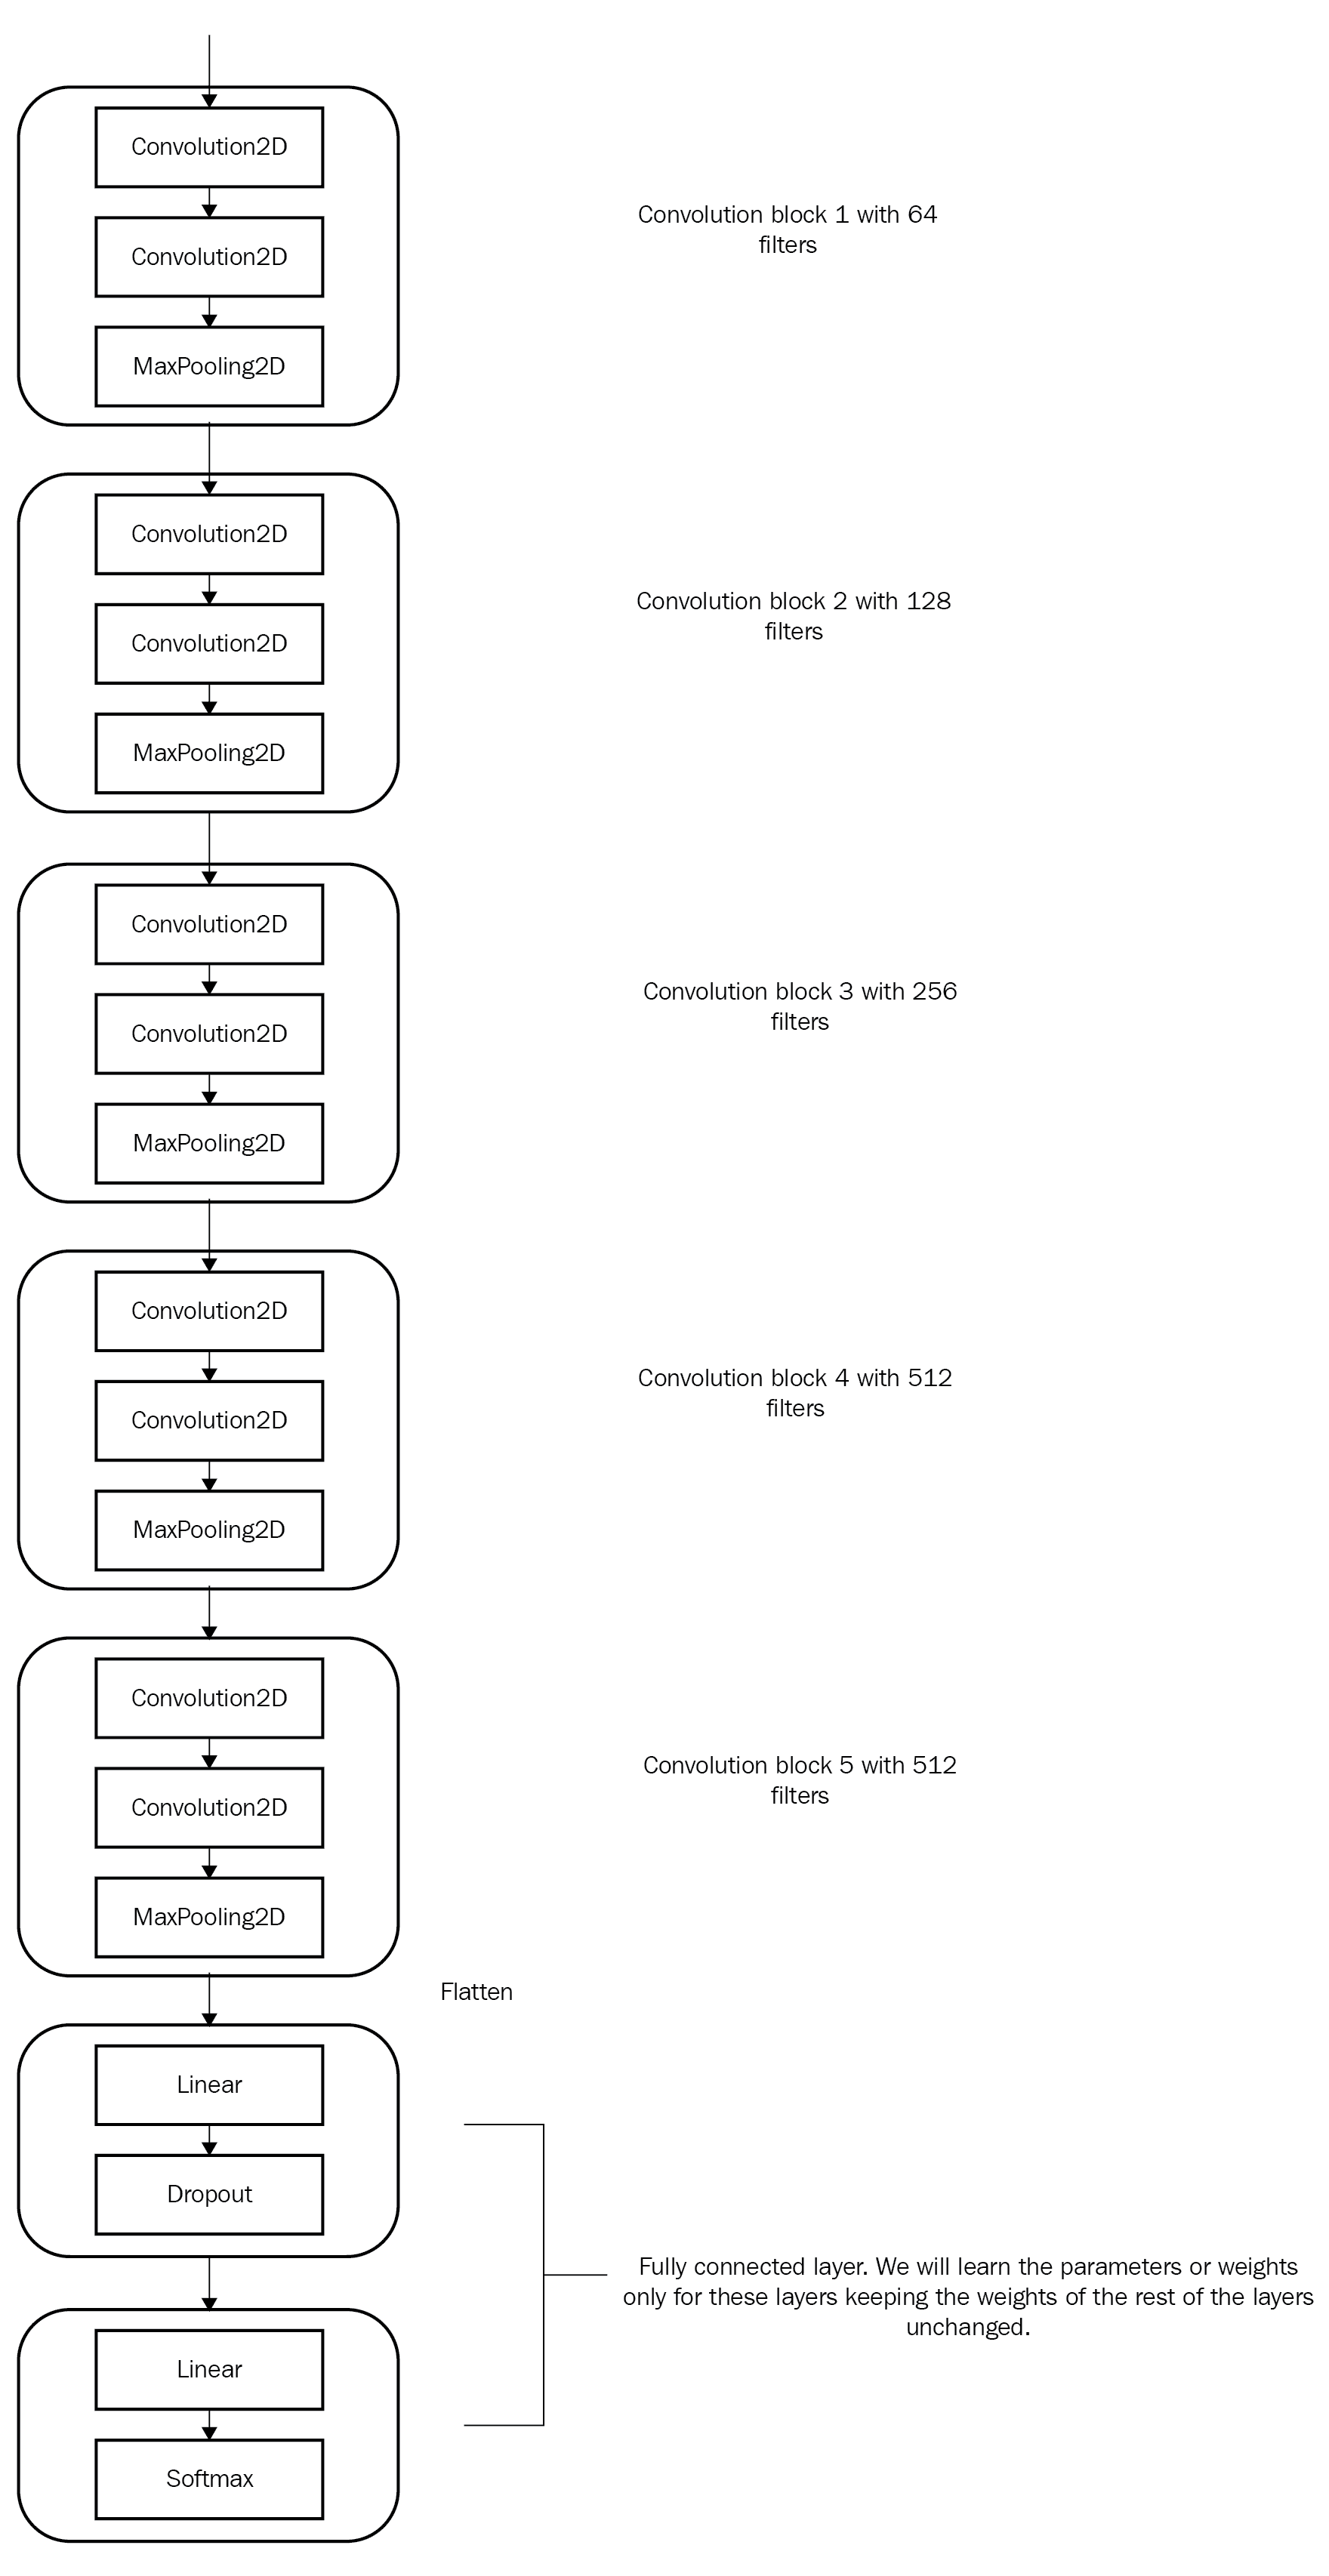 Convolution2D
Convolution2D
MaxPooling2D
Convolution block 1 with 64
filters
Convolution2D
Convolution2D
MaxPooling2D
Convolution block 2 with 128
filters
Convolution2D
Convolution2D
MaxPooling2D
Convolution block 3 with 256
filters
Convolution2D
Convolution2D
MaxPooling2D
Convolution block 4 with 512
filters
Convolution2D
Convolution2D
MaxPooling2D
Convolution block 5 with 512
filters
Flatten
Linear
Dropout
Linear
Softmax
Fully connected layer. We will learn the parameters or weights
only for these layers keeping the weights of the rest of the layers
unchanged.